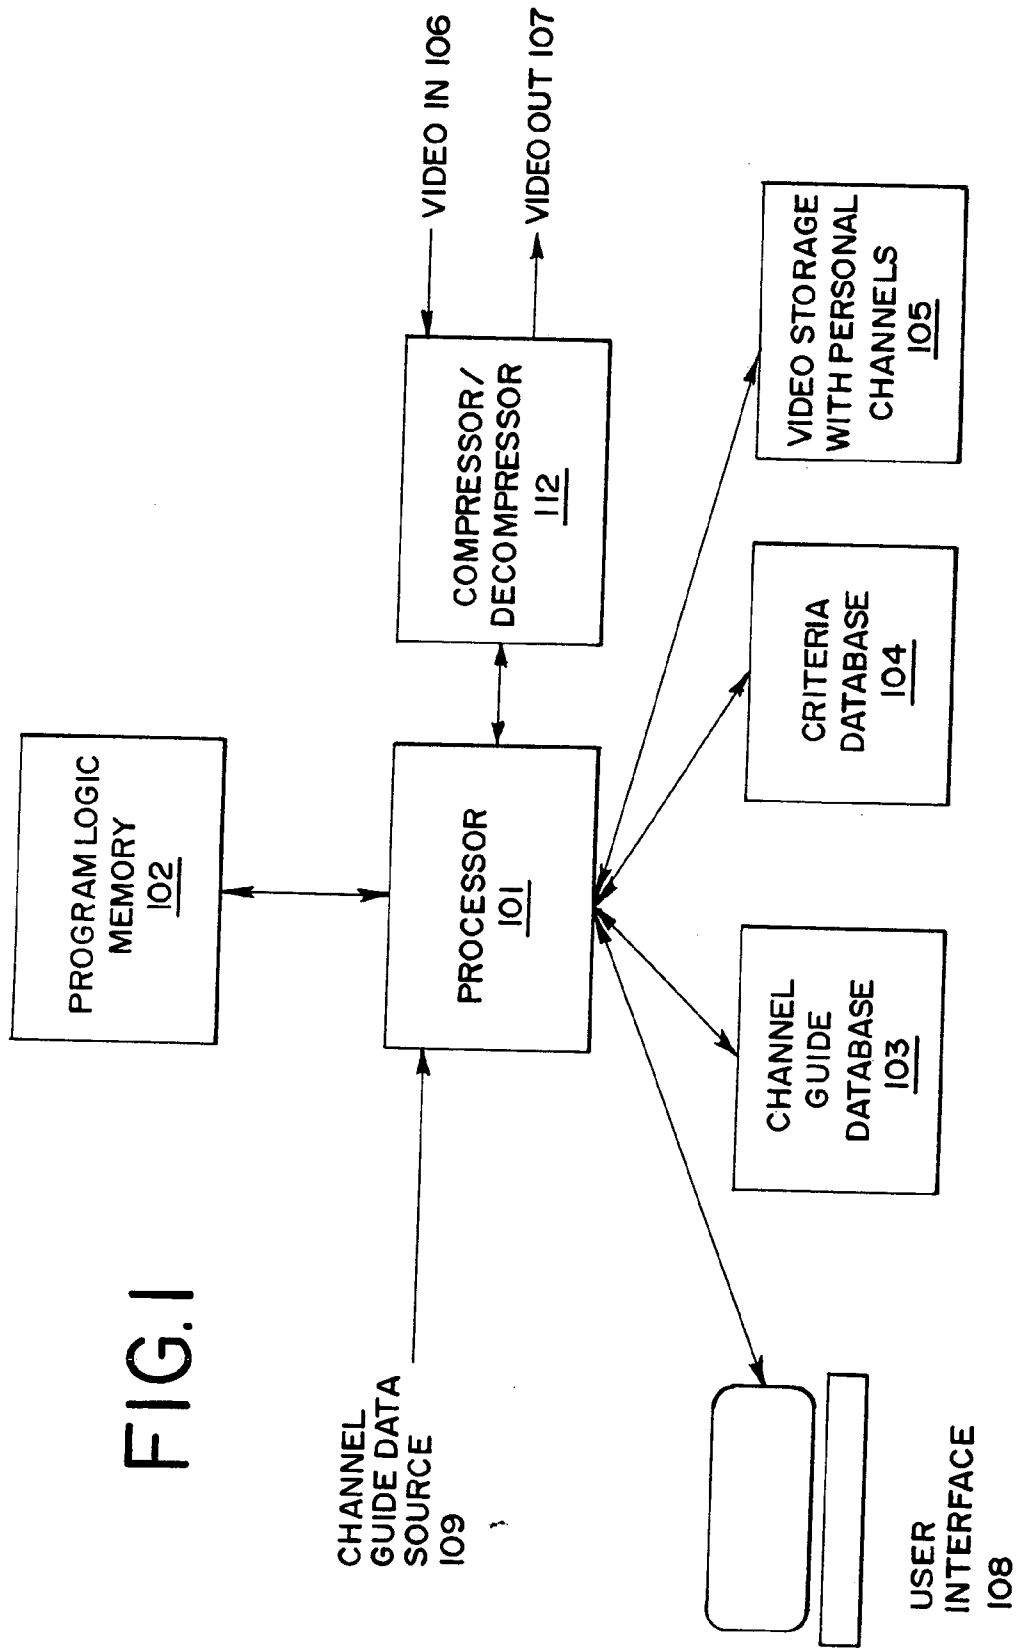 FIG. 1
PROGRAM LOGIC
MEMORY
102
CHANNEL
GUIDE DATA
SOURCE
109
PROCESSOR
101
COMPRESSOR/
DECOMPRESSOR
112
VIDEO IN 106
VIDEO OUT 107
USER
INTERFACE
108
CHANNEL
GUIDE
DATABASE
103
CRITERIA
DATABASE
104
VIDEO STORAGE
WITH PERSONAL
CHANNELS
105